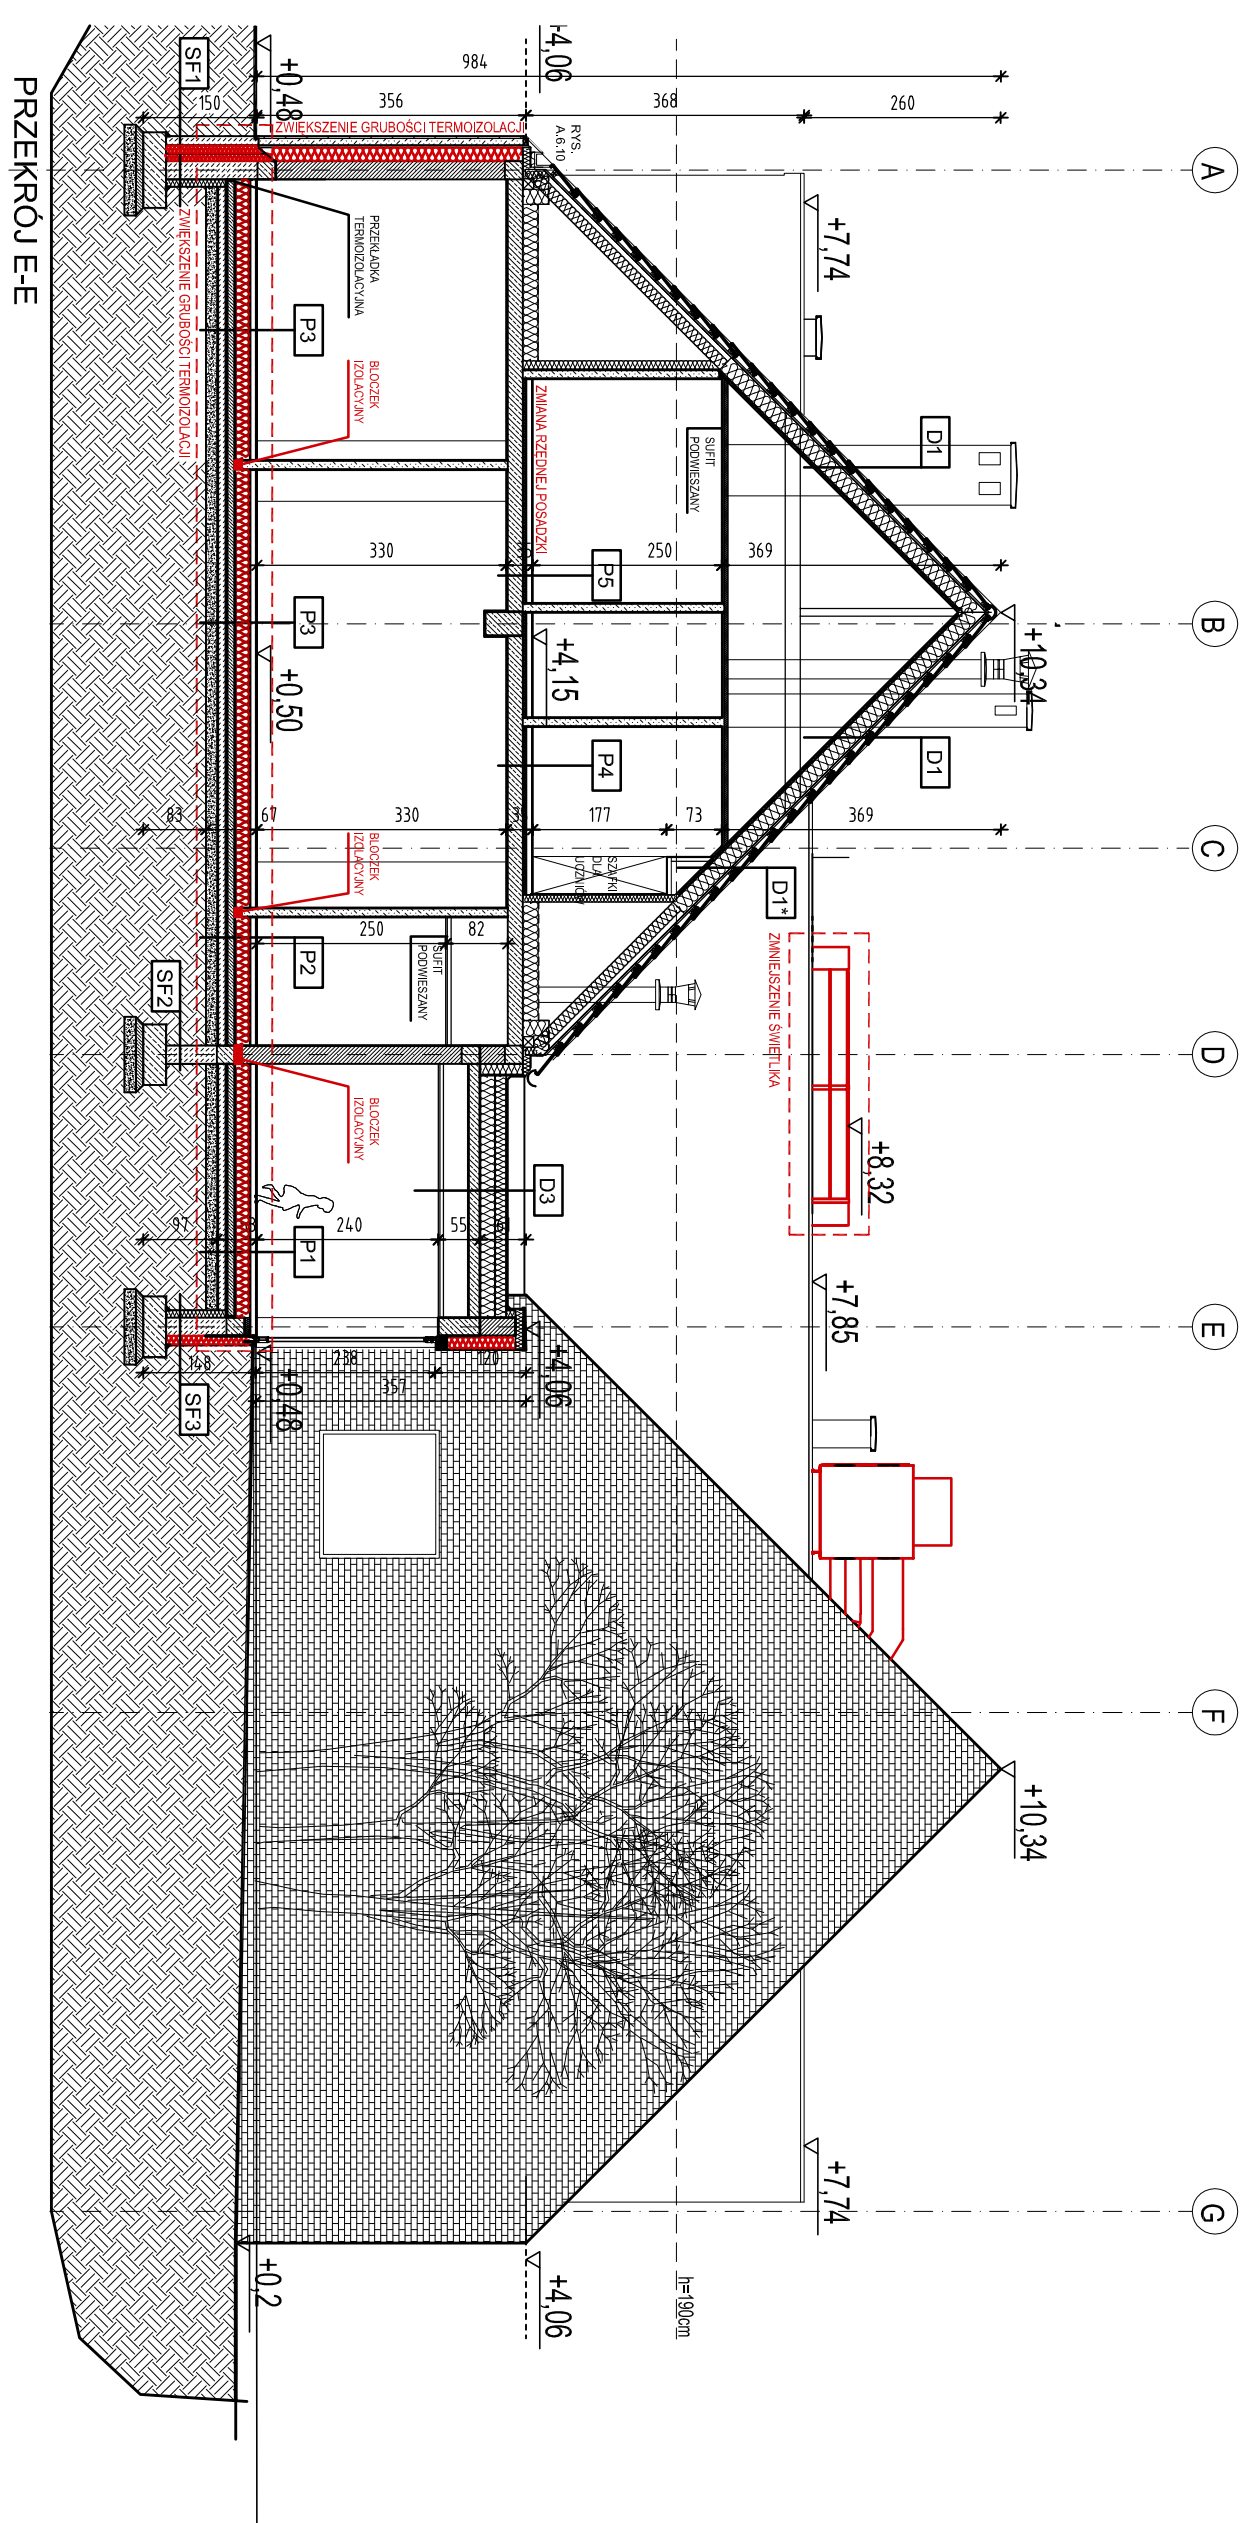 PRZEKRÓJ E-E
A
B
C
D
E
F
G
+10,34
+10,34
+8,32
+7,74
+7,85
+7,74
+4,06
+4,06
+4,06
+4,15
+0,48
+0,50
+0,48
+0,2
h=190cm
984
150
356
368
260
330
250
369
83
67
330
177
73
369
250
82
97
240
55
148
238
120
357
D1
D1
D1*
D3
P5
P4
P3
P3
P2
P1
SF1
SF2
SF3
RYS.
A.6.10
SUFIT
PODWIESZANY
SUFIT
PODWIESZANY
SZAFKI
DLA
UCZNIÓW
PRZEKŁADKA
TERMOIZOLACYJNA
BLOCZEK
IZOLACYJNY
BLOCZEK
IZOLACYJNY
BLOCZEK
IZOLACYJNY
ZWIĘKSZENIE GRUBOŚCI TERMOIZOLACJI
ZWIĘKSZENIE GRUBOŚCI TERMOIZOLACJI
ZMIANA RZĘDNEJ POSADZKI
ZMNIEJSZENIE ŚWIETLIKA